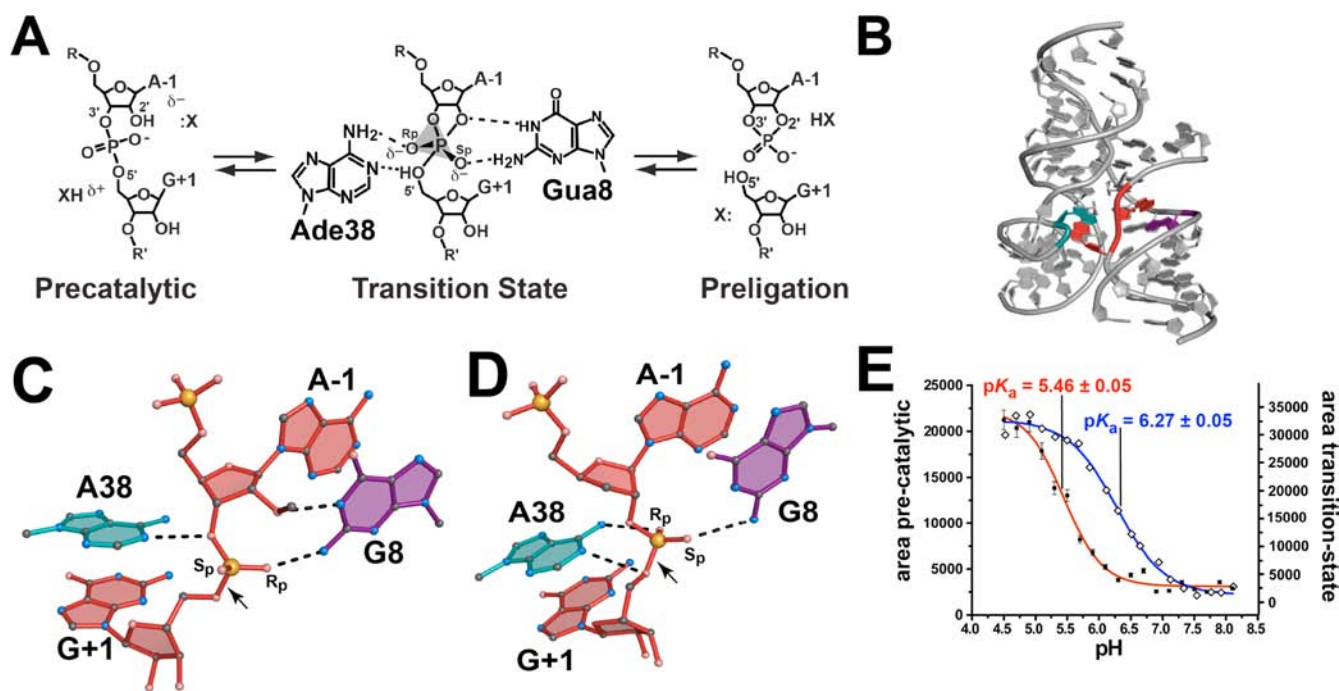 A
R
O
O
A-1
3'
2'
OH
δ−
:X
O
O=P-O-
O
5'
XH δ+
O
G+1
O
OH
R'
Precatalytic
NH2
N
N
N
N
Ade38
R
O
O
A-1
O
O
Rp
δ−O
P
Sp
O
δ−
HO
5'
O
G+1
O
OH
R'
Transition State
O
HN
N
H2N
N
N
Gua8
R
O
O
A-1
O3'
O2'
HX
P
O
O-
HO
5'
X:
O
G+1
O
OH
R'
Preligation
B
C
A-1
A38
G8
Sp
Rp
G+1
D
A-1
A38
G8
Rp
Sp
G+1
E
pKa = 5.46 ± 0.05
pKa = 6.27 ± 0.05
area pre-catalytic
25000
20000
15000
10000
5000
0
area transition-state
35000
30000
25000
20000
15000
10000
5000
0
4.0 4.5 5.0 5.5 6.0 6.5 7.0 7.5 8.0 8.5
pH